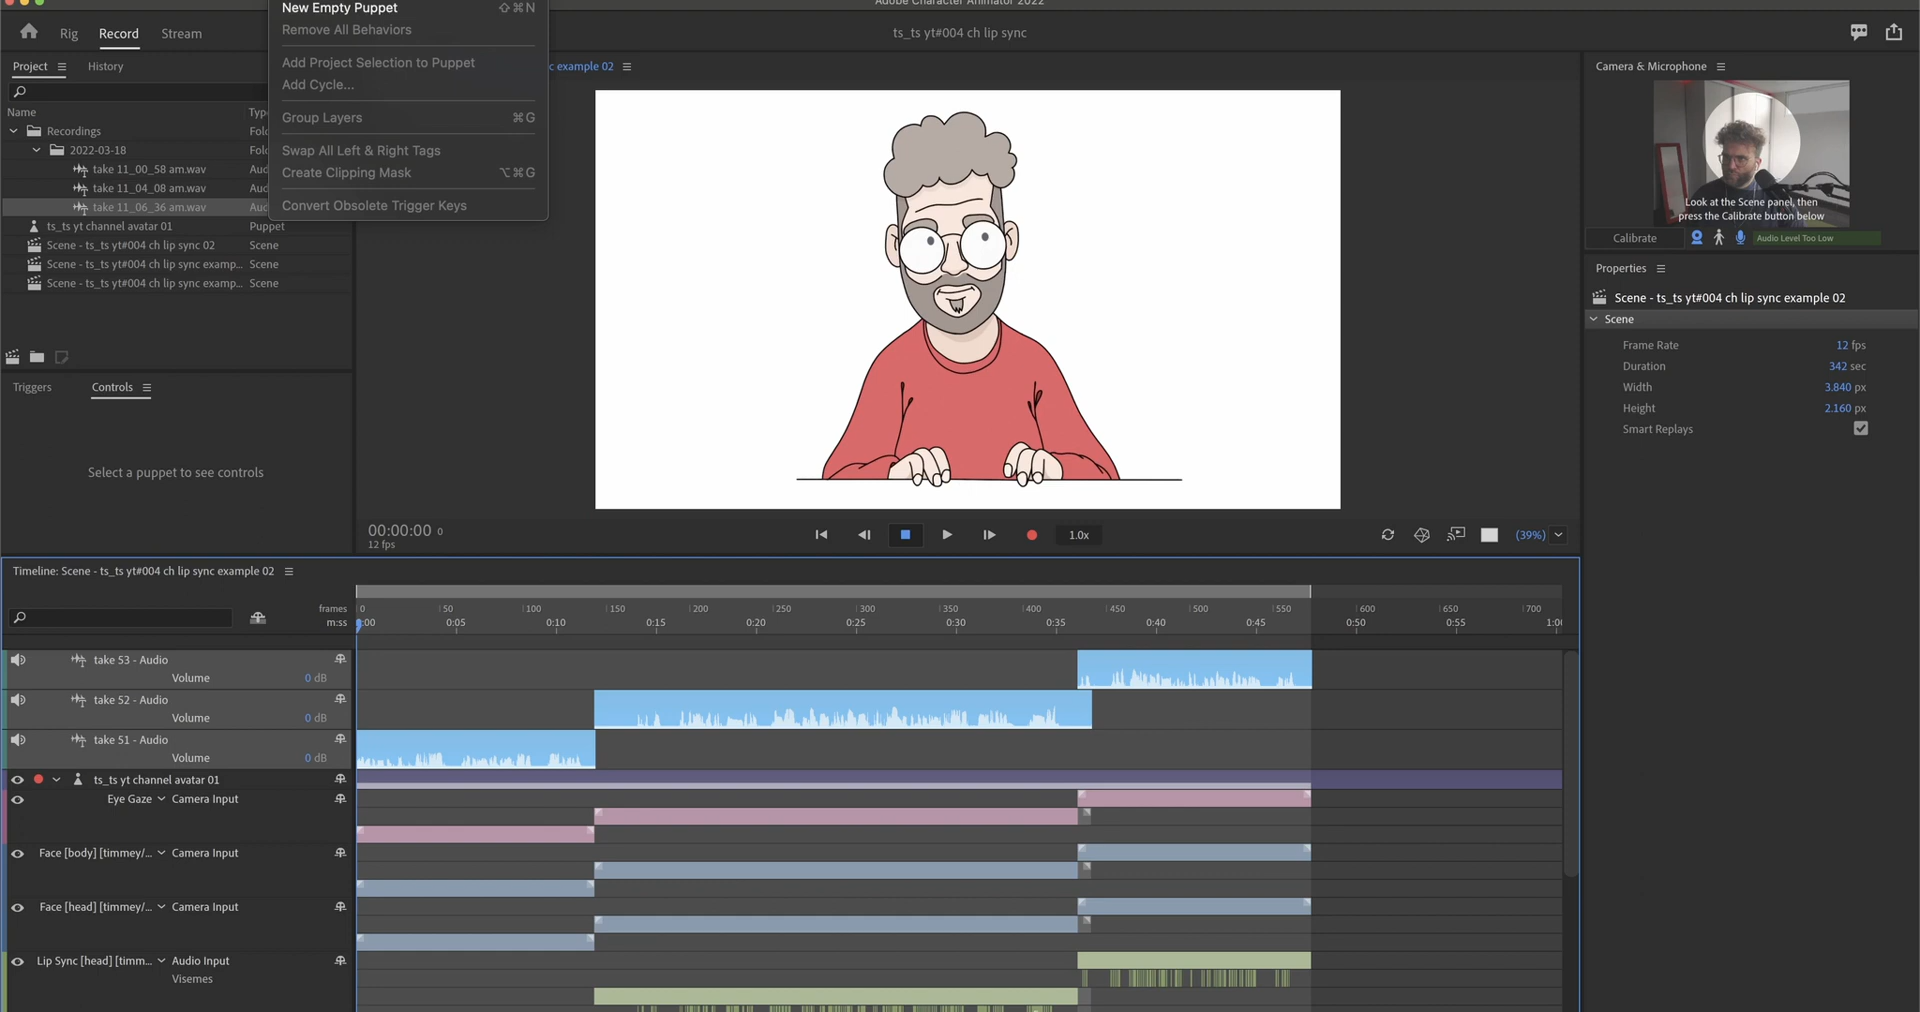 Adobe Character Animator 2022
New Empty Puppet ⇧⌘N
Remove All Behaviors
Add Project Selection to Puppet
Add Cycle...
Group Layers ⌘G
Swap All Left & Right Tags
Create Clipping Mask ⌥⌘G
Convert Obsolete Trigger Keys
Rig Record Stream
ts_ts yt#004 ch lip sync
Project History
Name Typ
Recordings Fold
2022-03-18 Fold
take 11_00_58 am.wav Aud
take 11_04_08 am.wav Aud
take 11_06_36 am.wav Aud
ts_ts yt channel avatar 01 Puppet
Scene - ts_ts yt#004 ch lip sync 02 Scene
Scene - ts_ts yt#004 ch lip sync examp... Scene
Scene - ts_ts yt#004 ch lip sync examp... Scene
Triggers Controls
Select a puppet to see controls
c example 02
00:00:00 0
12 fps
1.0x
(39%)
Camera & Microphone
Look at the Scene panel, then
press the Calibrate button below
Calibrate Audio Level Too Low
Properties
Scene - ts_ts yt#004 ch lip sync example 02
Scene
Frame Rate 12 fps
Duration 342 sec
Width 3.840 px
Height 2.160 px
Smart Replays
Timeline: Scene - ts_ts yt#004 ch lip sync example 02
frames 0 50 100 150 200 250 300 350 400 450 500 550 600 650 700
m:ss 0:00 0:05 0:10 0:15 0:20 0:25 0:30 0:35 0:40 0:45 0:50 0:55 1:00
take 53 - Audio
Volume 0 dB
take 52 - Audio
Volume 0 dB
take 51 - Audio
Volume 0 dB
ts_ts yt channel avatar 01
Eye Gaze Camera Input
Face [body] [timmey/... Camera Input
Face [head] [timmey/... Camera Input
Lip Sync [head] [timm... Audio Input
Visemes